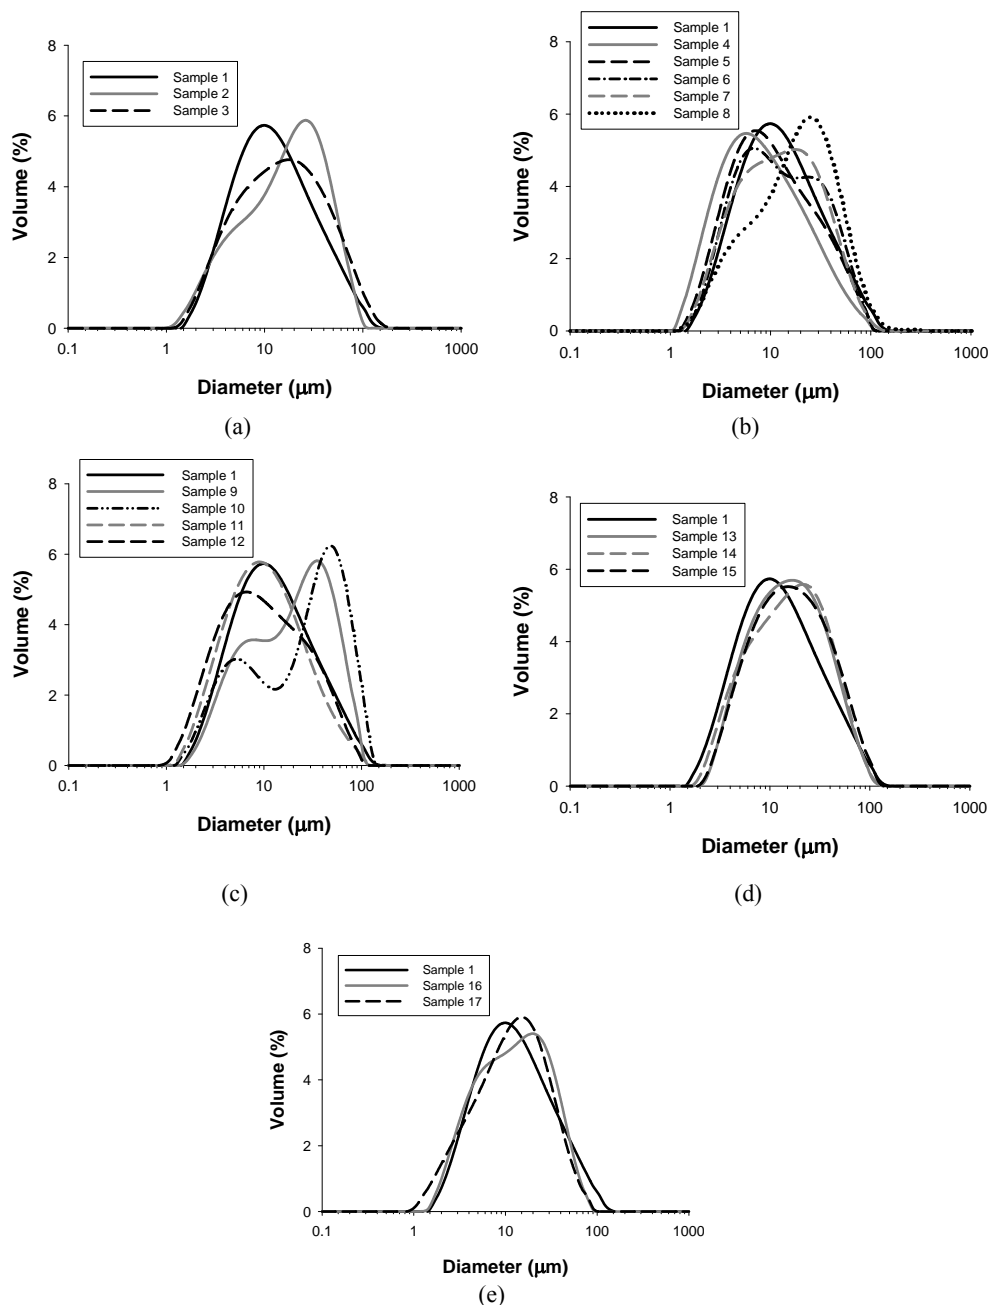 8
6
4
2
0
Volume (%)
Sample 1
Sample 2
Sample 3
0.1
1
10
100
1000
Diameter (μm)
(a)
8
6
4
2
0
Volume (%)
Sample 1
Sample 4
Sample 5
Sample 6
Sample 7
Sample 8
0.1
1
10
100
1000
Diameter (μm)
(b)
8
6
4
2
0
Volume (%)
Sample 1
Sample 9
Sample 10
Sample 11
Sample 12
0.1
1
10
100
1000
Diameter (μm)
(c)
8
6
4
2
0
Volume (%)
Sample 1
Sample 13
Sample 14
Sample 15
0.1
1
10
100
1000
Diameter (μm)
(d)
8
6
4
2
0
Volume (%)
Sample 1
Sample 16
Sample 17
0.1
1
10
100
1000
Diameter (μm)
(e)